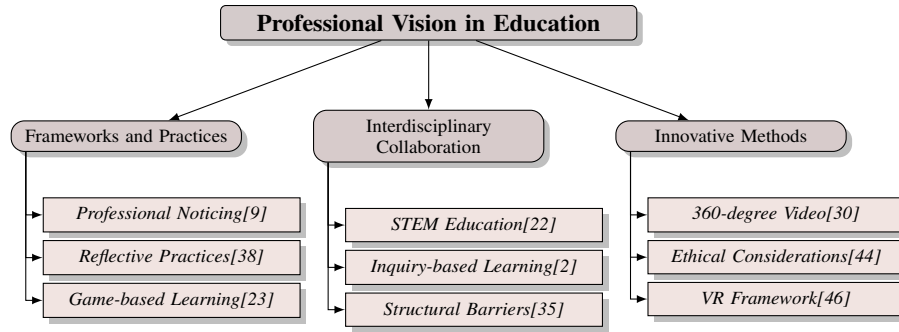 Professional Vision in Education
Frameworks and Practices
Professional Noticing[9]
Reflective Practices[38]
Game-based Learning[23]
Interdisciplinary
Collaboration
STEM Education[22]
Inquiry-based Learning[2]
Structural Barriers[35]
Innovative Methods
360-degree Video[30]
Ethical Considerations[44]
VR Framework[46]